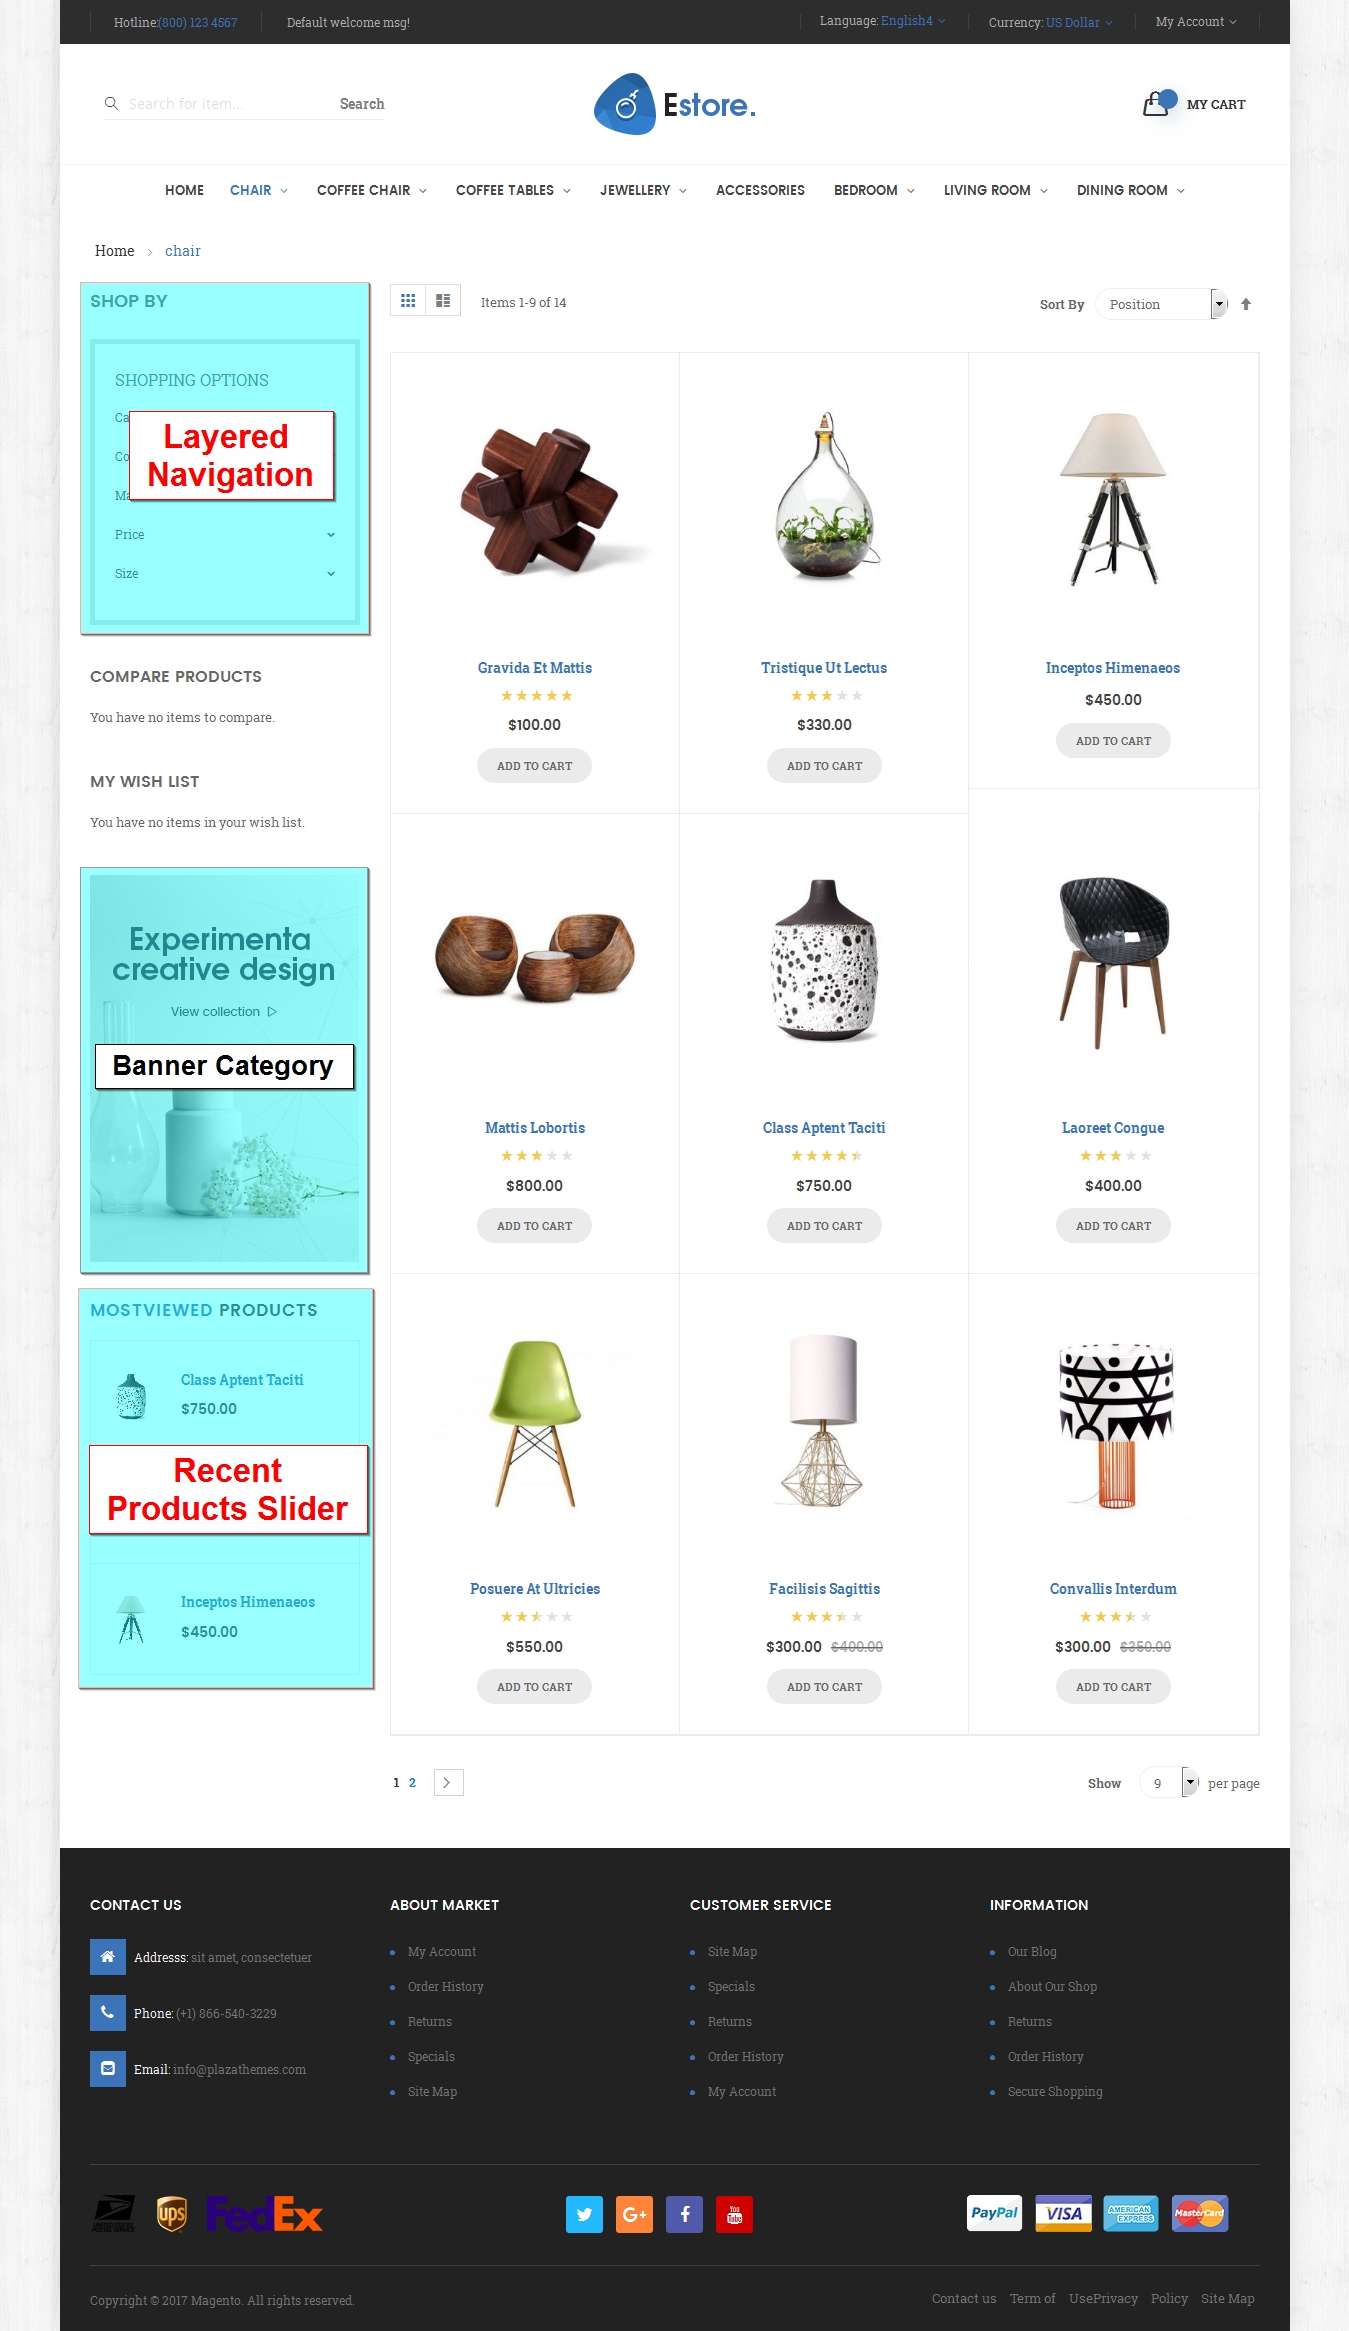 Hotline:(800) 123 4567
Default welcome msg!
Language: English4
Currency: US Dollar
My Account
Search for item...
Search
Estore.
MY CART
HOME
CHAIR
COFFEE CHAIR
COFFEE TABLES
JEWELLERY
ACCESSORIES
BEDROOM
LIVING ROOM
DINING ROOM
Home > chair
SHOP BY
SHOPPING OPTIONS
Ca
Co
Ma
Layered
Navigation
Price
Size
COMPARE PRODUCTS
You have no items to compare.
MY WISH LIST
You have no items in your wish list.
Experimenta
creative design
View collection
Banner Category
MOSTVIEWED PRODUCTS
Class Aptent Taciti
$750.00
Recent
Products Slider
Inceptos Himenaeos
$450.00
Items 1-9 of 14
Sort By
Position
Gravida Et Mattis
$100.00
ADD TO CART
Tristique Ut Lectus
$330.00
ADD TO CART
Inceptos Himenaeos
$450.00
ADD TO CART
Mattis Lobortis
$800.00
ADD TO CART
Class Aptent Taciti
$750.00
ADD TO CART
Laoreet Congue
$400.00
ADD TO CART
Posuere At Ultricies
$550.00
ADD TO CART
Facilisis Sagittis
$300.00 $400.00
ADD TO CART
Convallis Interdum
$300.00 $350.00
ADD TO CART
1 2
Show 9 per page
CONTACT US
Addresss: sit amet, consectetuer
Phone: (+1) 866-540-3229
Email: info@plazathemes.com
ABOUT MARKET
My Account
Order History
Returns
Specials
Site Map
CUSTOMER SERVICE
Site Map
Specials
Returns
Order History
My Account
INFORMATION
Our Blog
About Our Shop
Returns
Order History
Secure Shopping
ups
FedEx
G+
f
You
Tube
PayPal
VISA
AMERICAN
EXPRESS
MasterCard
Copyright © 2017 Magento. All rights reserved.
Contact us
Term of
UsePrivacy
Policy
Site Map